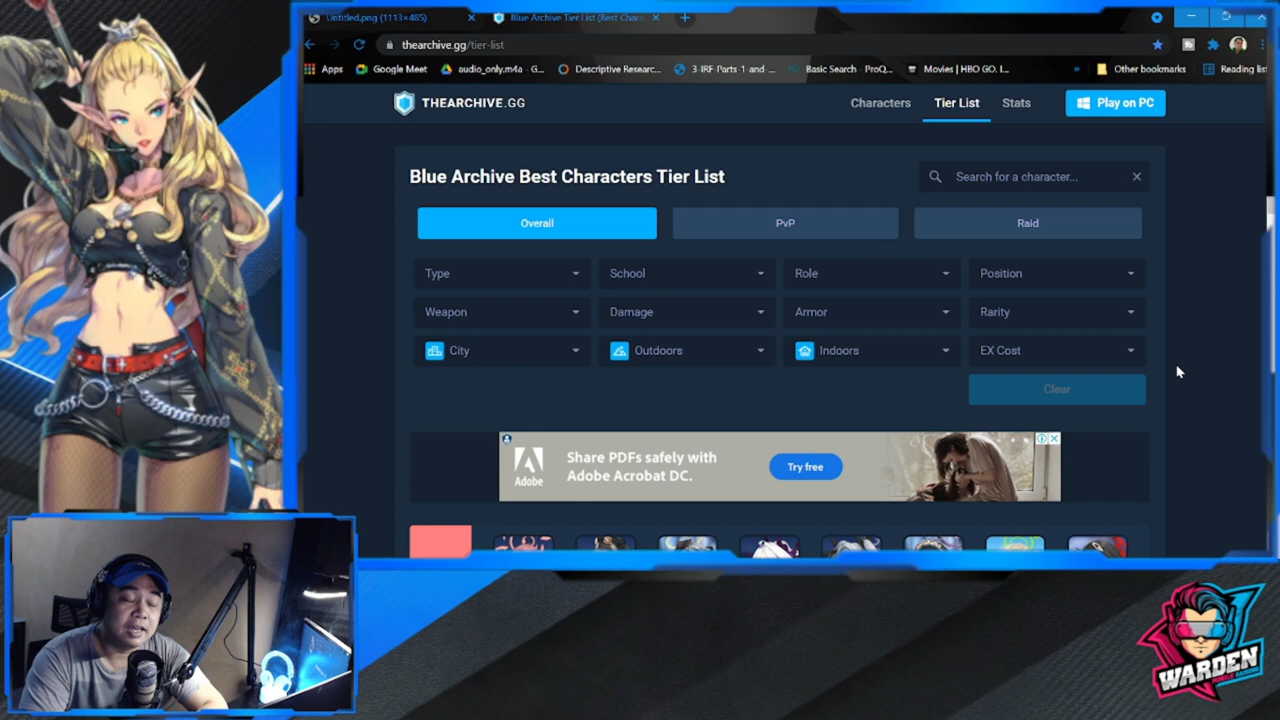 Untitled.png (1113×485)
Blue Archive Tier List (Best Chara
thearchive.gg/tier-list
Apps
Google Meet
audio_only.m4a - G...
Descriptive Researc...
3-IRF-Parts-1-and-...
Basic Search - ProQ...
Movies | HBO GO. I...
»
Other bookmarks
Reading list
THEARCHIVE.GG
Characters
Tier List
Stats
Play on PC
Blue Archive Best Characters Tier List
Search for a character...
Overall
PvP
Raid
Type
School
Role
Position
Weapon
Damage
Armor
Rarity
City
Outdoors
Indoors
EX Cost
Clear
Adobe
Share PDFs safely with
Adobe Acrobat DC.
Try free
WARDEN
MOBILE GAMING